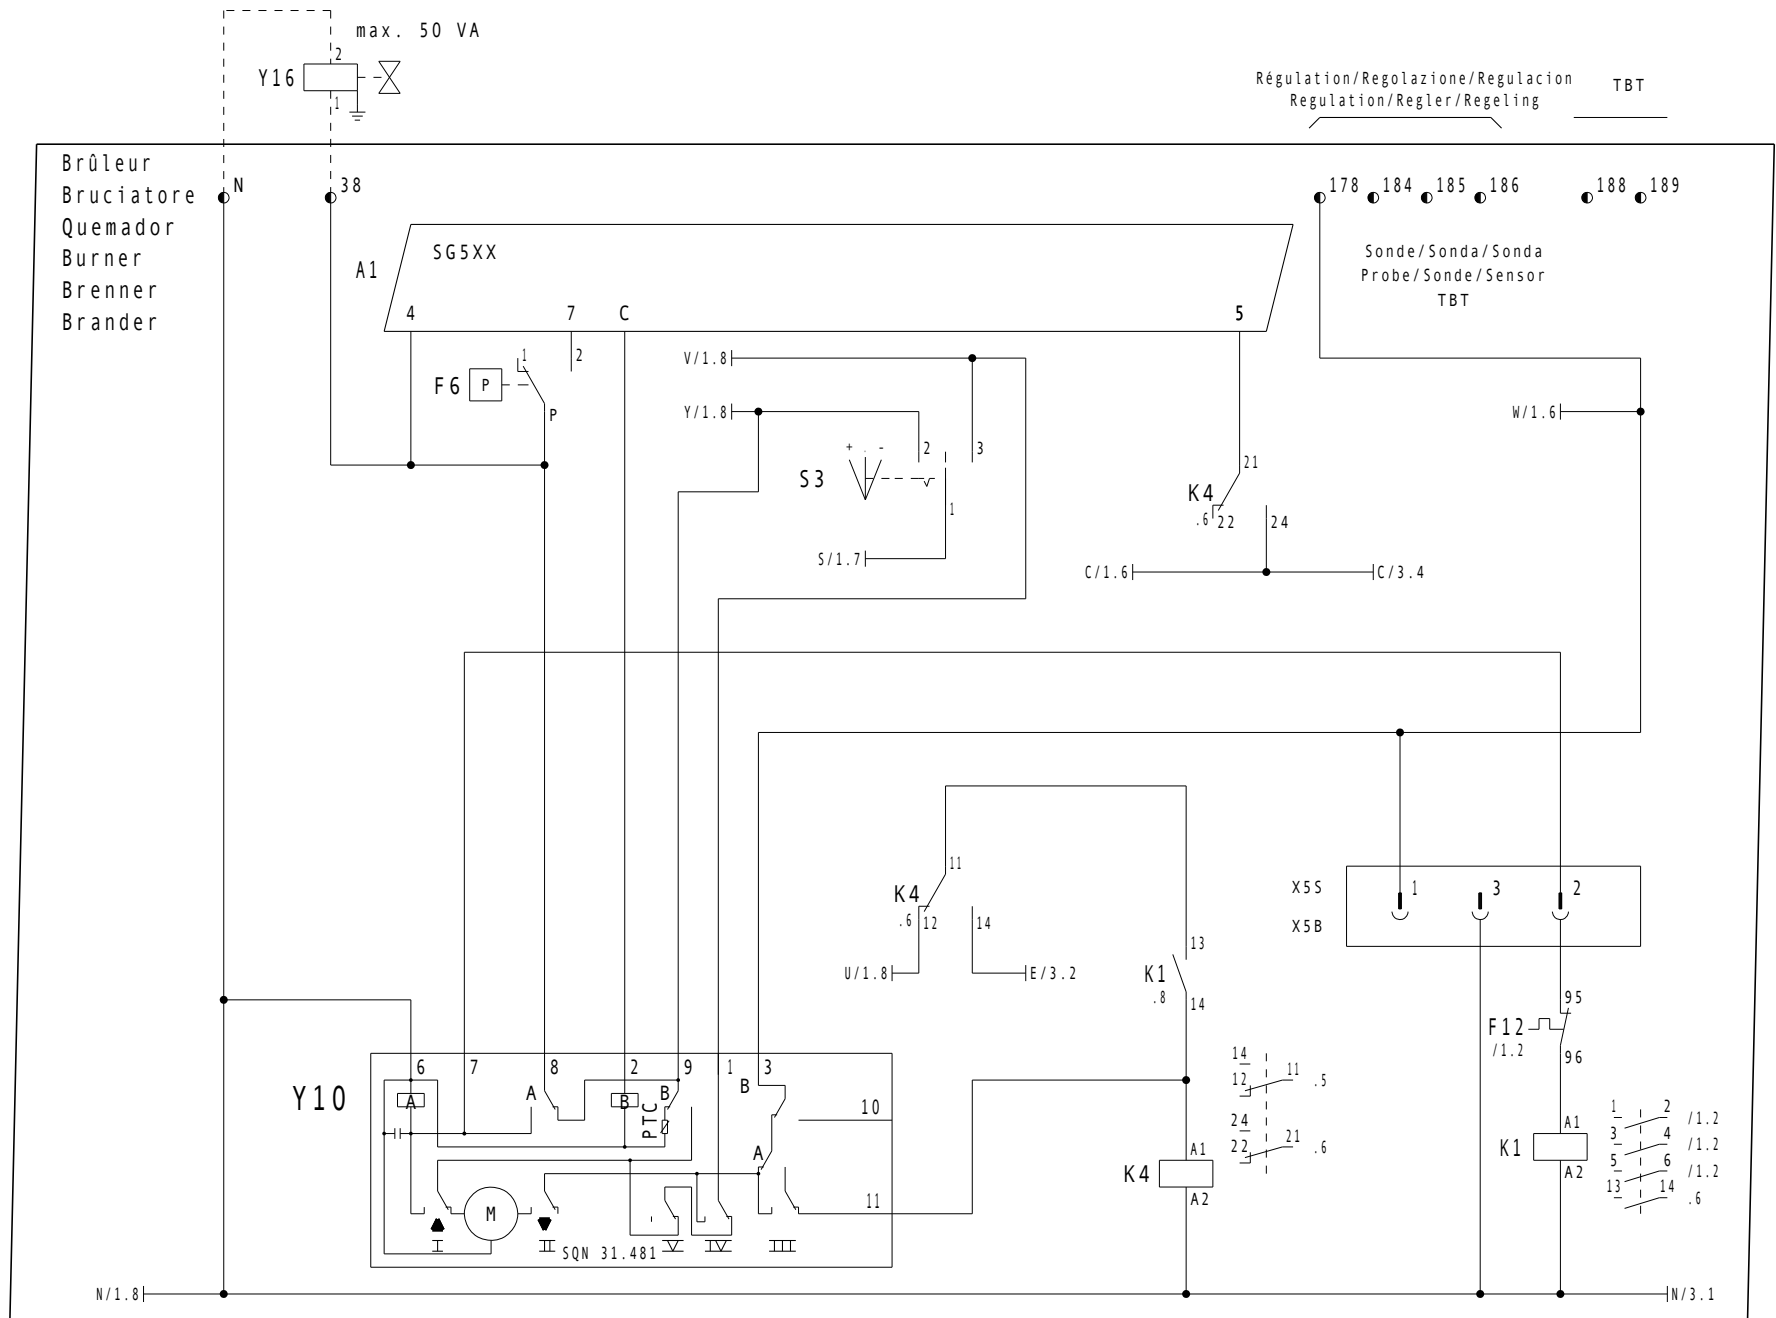 max. 50 VA
2
Y16
1
Régulation/Regolazione/Regulacion
Regulation/Regler/Regeling
TBT
Brûleur
Bruciatore
Quemador
Burner
Brenner
Brander
N
38
178
184
185
186
188
189
Sonde/Sonda/Sonda
Probe/Sonde/Sensor
TBT
SG5XX
A1
4
7
C
5
1
2
F6
P
P
V/1.8
Y/1.8
W/1.6
+ . -
2
3
S3
1
S/1.7
21
K4
.6
22
24
C/1.6
C/3.4
11
K4
.6
12
14
U/1.8
E/3.2
13
K1
.8
14
X5S
X5B
1
3
2
95
F12
/1.2
96
Y10
6
7
8
2
9
1
3
A
A
B
PTC
B
B
A
10
11
M
I
II
SQN 31.481
V
IV
III
14
12
11
.5
24
22
21
.6
A1
K4
A2
A1
K1
A2
1
2
/1.2
3
4
/1.2
5
6
/1.2
13
14
.6
N/1.8
N/3.1